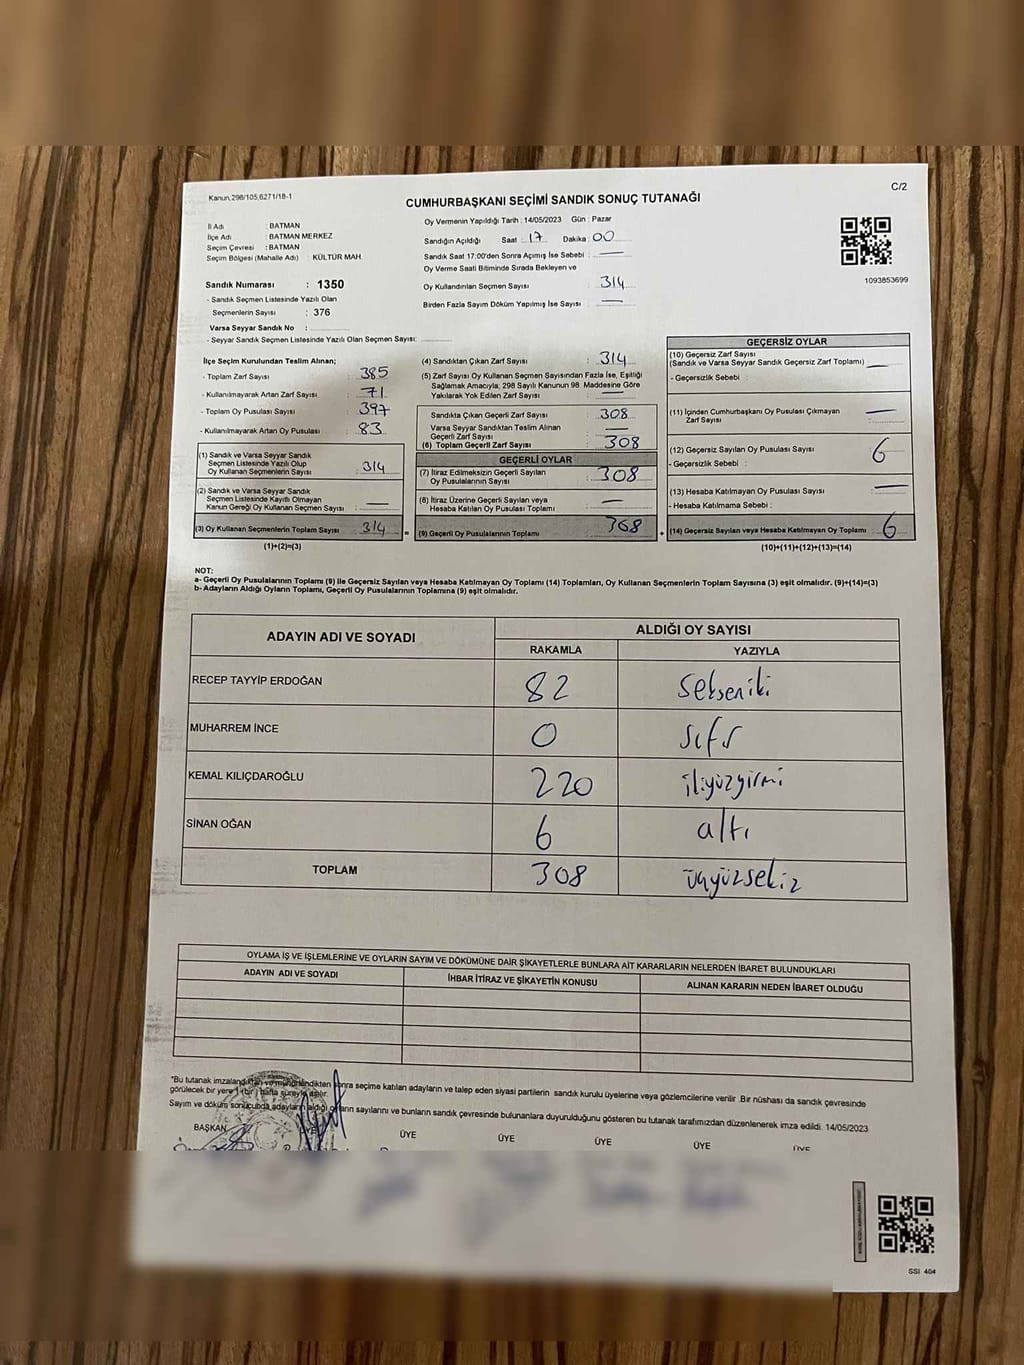 Kanun,298/105,6271/18-1
C/2
CUMHURBAŞKANI SEÇİMİ SANDIK SONUÇ TUTANAĞI
İl Adı : BATMAN
İlçe Adı : BATMAN MERKEZ
Seçim Çevresi : BATMAN
Seçim Bölgesi (Mahalle Adı) : KÜLTÜR MAH.
Oy Vermenin Yapıldığı Tarih : 14/05/2023 Gün : Pazar
Sandığın Açıldığı Saat : 17 Dakika : 00
Sandık Saat 17:00'den Sonra Açımış İse Sebebi : —
Oy Verme Saati Bitiminde Sırada Bekleyen ve
Oy Kullandırılan Seçmen Sayısı : 314
Birden Fazla Sayım Döküm Yapılmış İse Sayısı : —
1093853699
Sandık Numarası : 1350
- Sandık Seçmen Listesinde Yazılı Olan
Seçmenlerin Sayısı : 376
Varsa Seyyar Sandık No :
- Seyyar Sandık Seçmen Listesinde Yazılı Olan Seçmen Sayısı:
İlçe Seçim Kurulundan Teslim Alınan;
- Toplam Zarf Sayısı : 385
- Kullanılmayarak Artan Zarf Sayısı : 71
- Toplam Oy Pusulası Sayısı : 397
- Kullanılmayarak Artan Oy Pusulası : 83
(1) Sandık ve Varsa Seyyar Sandık
Seçmen Listesinde Yazılı Olup
Oy Kullanan Seçmenlerin Sayısı : 314
(2) Sandık ve Varsa Seyyar Sandık
Seçmen Listesinde Kayıtlı Olmayan
Kanun Gereği Oy Kullanan Seçmen Sayısı : —
(3) Oy Kullanan Seçmenlerin Toplam Sayısı : 314
(1)+(2)=(3)
(4) Sandıktan Çıkan Zarf Sayısı : 314
(5) Zarf Sayısı Oy Kullanan Seçmen Sayısından Fazla İse, Eşitliği
Sağlamak Amacıyla; 298 Sayılı Kanunun 98. Maddesine Göre
Yakılarak Yok Edilen Zarf Sayısı : —
Sandıkta Çıkan Geçerli Zarf Sayısı : 308
Varsa Seyyar Sandıktan Teslim Alınan
Geçerli Zarf Sayısı : —
(6) Toplam Geçerli Zarf Sayısı : 308
GEÇERLİ OYLAR
(7) İtiraz Edilmeksizin Geçerli Sayılan
Oy Pusulalarının Sayısı : 308
(8) İtiraz Üzerine Geçerli Sayılan veya
Hesaba Katılan Oy Pusulası Toplamı : —
= (9) Geçerli Oy Pusulalarının Toplamı : 308
GEÇERSİZ OYLAR
(10) Geçersiz Zarf Sayısı
(Sandık ve Varsa Seyyar Sandık Geçersiz Zarf Toplamı) : —
- Geçersizlik Sebebi :
(11) İçinden Cumhurbaşkanı Oy Pusulası Çıkmayan : —
Zarf Sayısı
(12) Geçersiz Sayılan Oy Pusulası Sayısı : 6
- Geçersizlik Sebebi :
(13) Hesaba Katılmayan Oy Pusulası Sayısı : —
- Hesaba Katılmama Sebebi :
+ (14) Geçersiz Sayılan veya Hesaba Katılmayan Oy Toplamı : 6
(10)+(11)+(12)+(13)=(14)
NOT:
a- Geçerli Oy Pusulalarının Toplamı (9) ile Geçersiz Sayılan veya Hesaba Katılmayan Oy Toplamı (14) Toplamları, Oy Kullanan Seçmenlerin Toplam Sayısına (3) eşit olmalıdır. (9)+(14)=(3)
b- Adayların Aldığı Oyların Toplamı, Geçerli Oy Pusulalarının Toplamına (9) eşit olmalıdır.
ADAYIN ADI VE SOYADI ALDIĞI OY SAYISI
RAKAMLA YAZIYLA
RECEP TAYYİP ERDOĞAN 82 sekseniki
MUHARREM İNCE 0 sıfır
KEMAL KILIÇDAROĞLU 220 ikiyüzyirmi
SİNAN OĞAN 6 altı
TOPLAM 308 üçyüzsekiz
OYLAMA İŞ VE İŞLEMLERİNE VE OYLARIN SAYIM VE DÖKÜMÜNE DAİR ŞİKAYETLERLE BUNLARA AİT KARARLARIN NELERDEN İBARET BULUNDUKLARI
ADAYIN ADI VE SOYADI İHBAR İTİRAZ VE ŞİKAYETİN KONUSU ALINAN KARARIN NEDEN İBARET OLDUĞU
*Bu tutanak imzalandıktan ve mühürlendikten sonra seçime katılan adayların ve talep eden siyasi partilerin sandık kurulu üyelerine veya gözlemcilerine verilir. Bir nüshası da sandık çevresinde
görülecek bir yere 1 (bir) hafta süreyle asılır.
Sayım ve döküm sonucunda adayların aldığı oyların sayılarını ve bunların sandık çevresinde bulunanlara duyurulduğunu gösteren bu tutanak tarafımızdan düzenlenerek imza edildi. 14/05/2023
BAŞKAN ÜYE ÜYE ÜYE ÜYE ÜYE ÜYE
SSI: 404